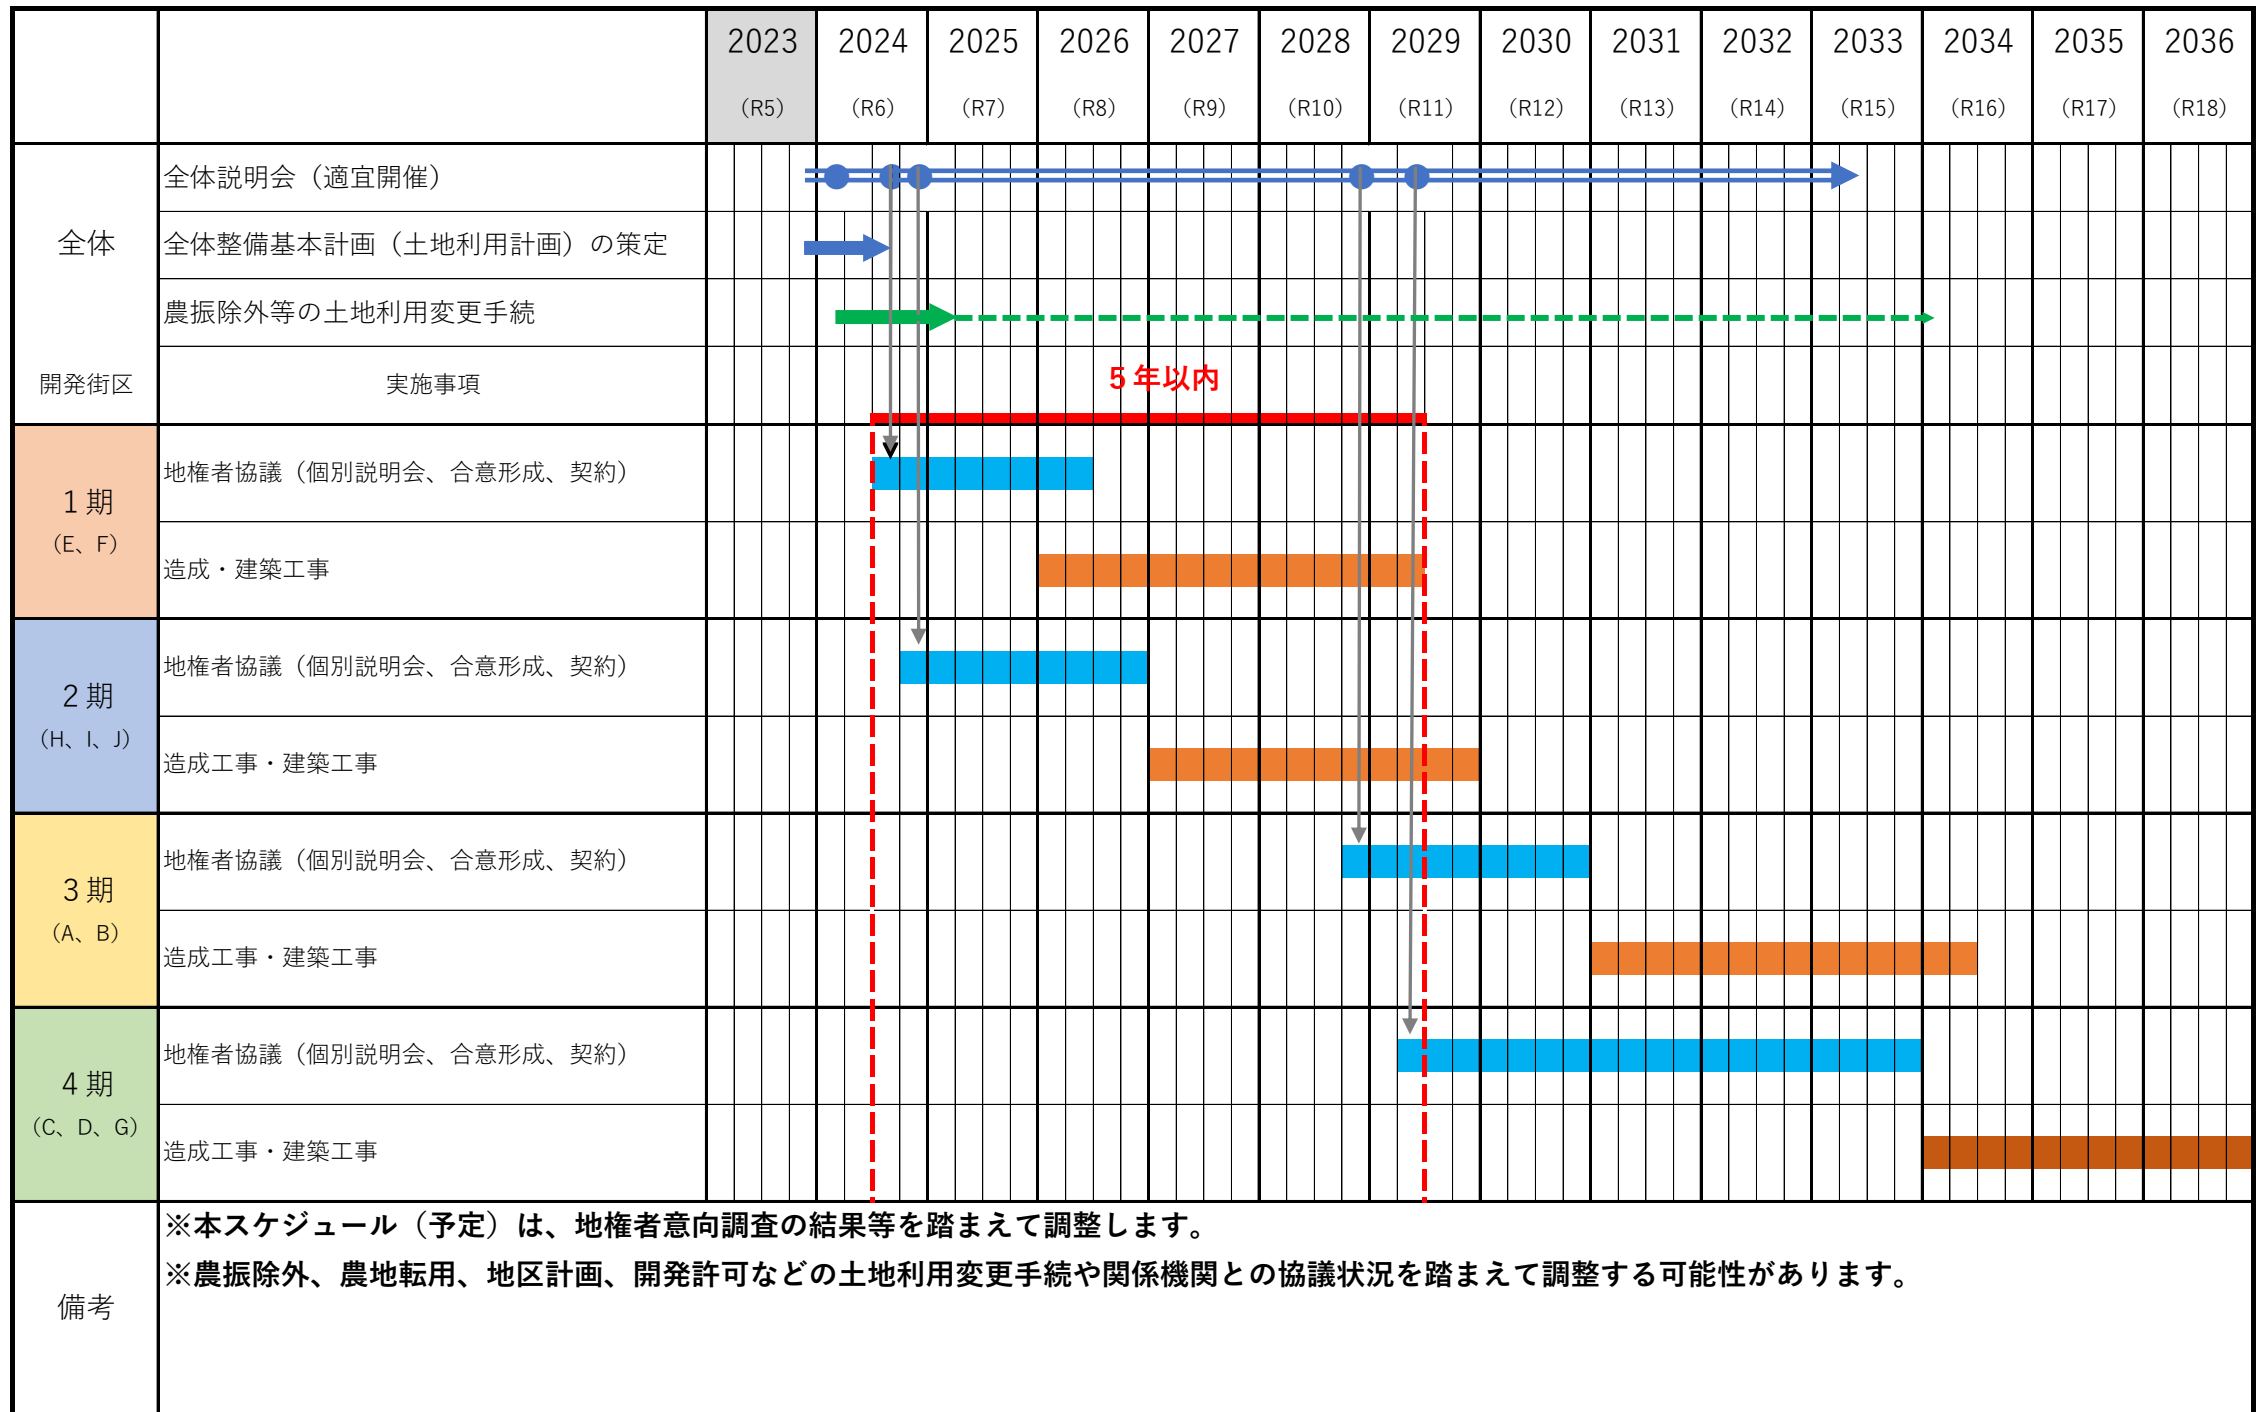 2023 2024 2025 2026 2027 2028 2029 2030 2031 2032 2033 2034 2035 2036
（R5） （R6） （R7） （R8） （R9） （R10） （R11） （R12） （R13） （R14） （R15） （R16） （R17） （R18）
全体
全体説明会（適宜開催）
全体整備基本計画（土地利用計画）の策定
農振除外等の土地利用変更手続
開発街区 実施事項
５年以内
１期
（E、F）
地権者協議（個別説明会、合意形成、契約）
造成・建築工事
２期
（H、I、J）
地権者協議（個別説明会、合意形成、契約）
造成工事・建築工事
３期
（A、B）
地権者協議（個別説明会、合意形成、契約）
造成工事・建築工事
４期
（C、D、G）
地権者協議（個別説明会、合意形成、契約）
造成工事・建築工事
備考
※本スケジュール（予定）は、地権者意向調査の結果等を踏まえて調整します。
※農振除外、農地転用、地区計画、開発許可などの土地利用変更手続や関係機関との協議状況を踏まえて調整する可能性があります。